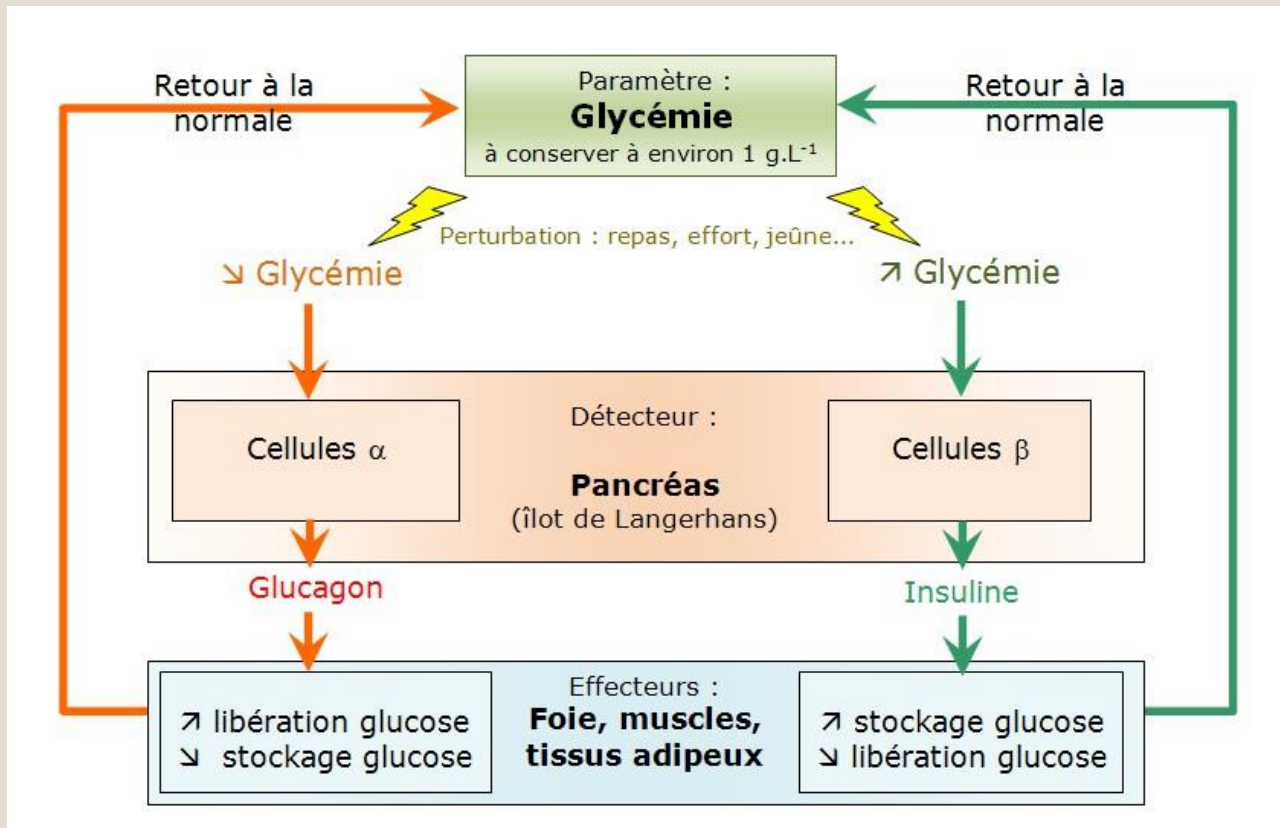 Retour à la
normale
Paramètre :
Glycémie
à conserver à environ 1 g.L⁻¹
Retour à la
normale
Perturbation : repas, effort, jeûne...
↘ Glycémie
↗ Glycémie
Cellules α
Détecteur :
Pancréas
(îlot de Langerhans)
Cellules β
Glucagon
Insuline
↗ libération glucose
↘ stockage glucose
Effecteurs :
Foie, muscles,
tissus adipeux
↗ stockage glucose
↘ libération glucose